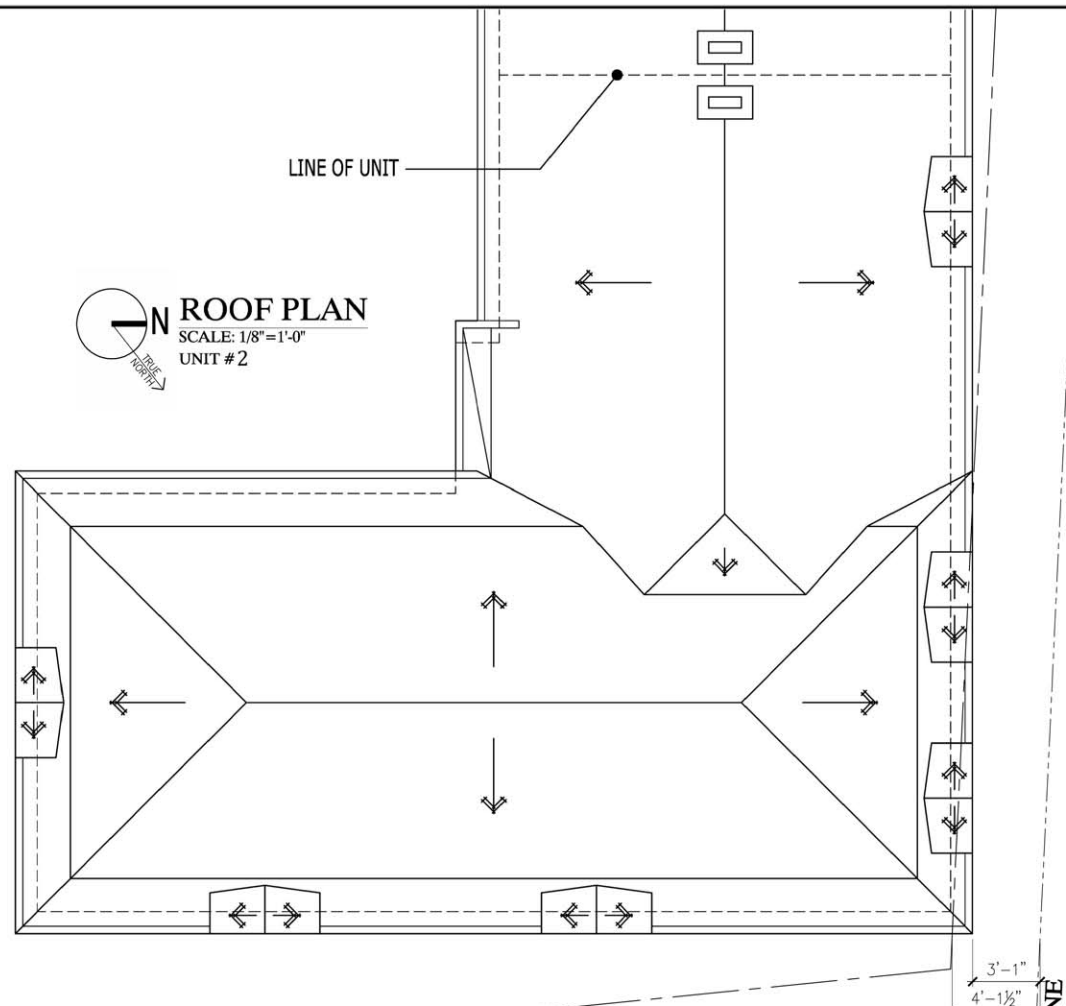 LINE OF UNIT
N
ROOF PLAN
SCALE: 1/8"=1'-0"
UNIT #2
TRUE
NORTH
3'-1"
4'-1½"
NE